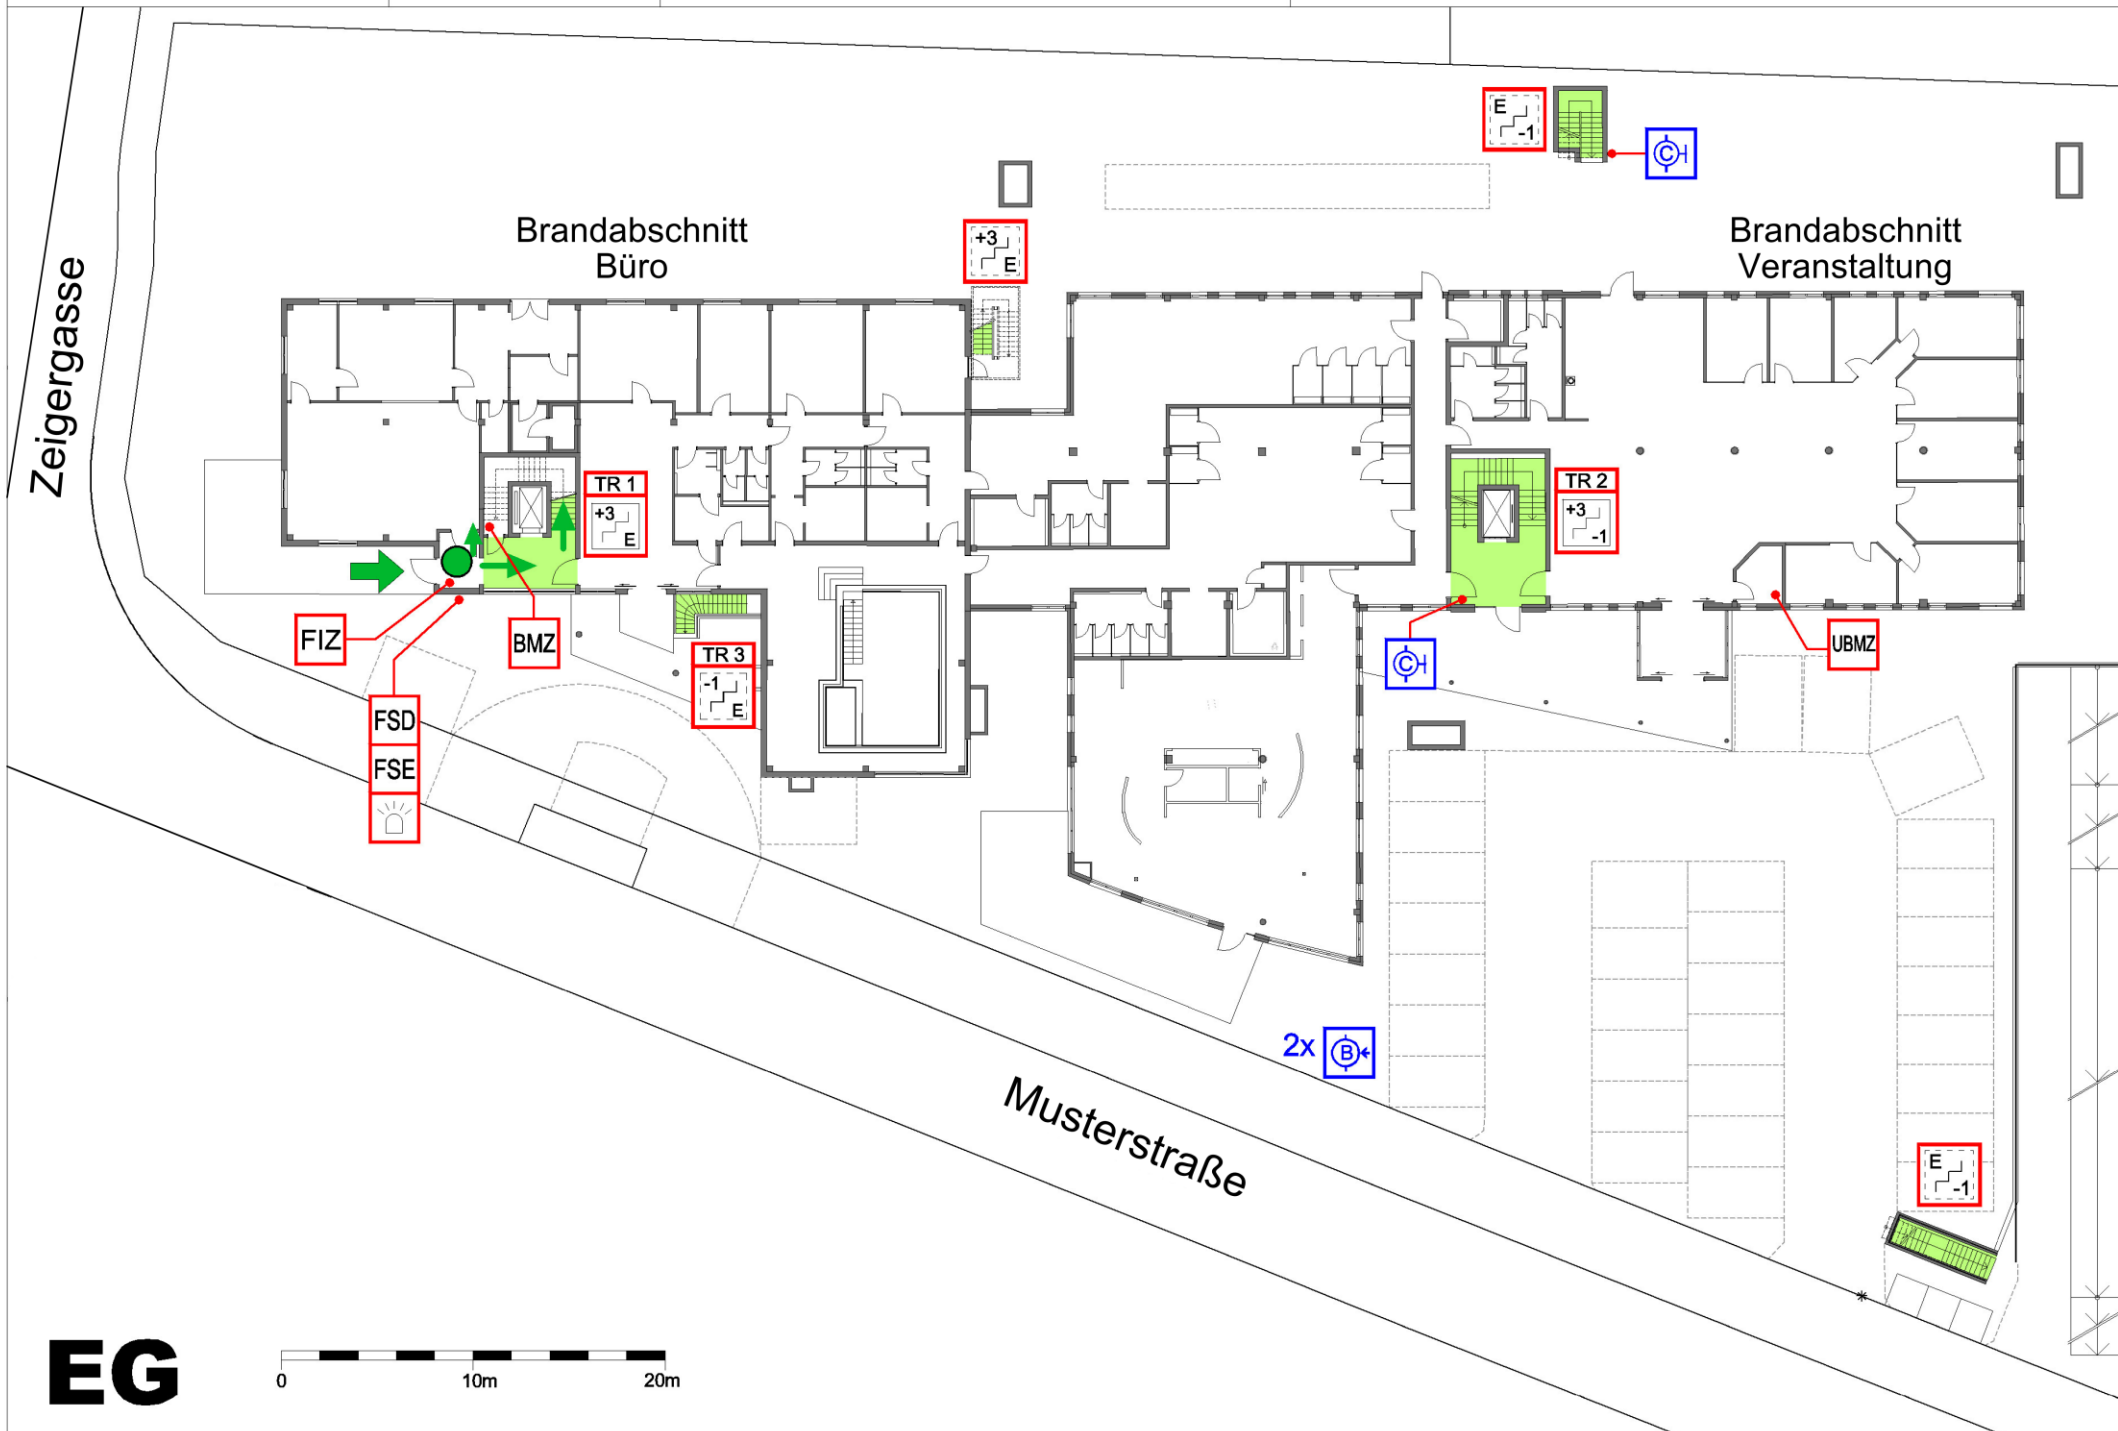 E
-1
C
Brandabschnitt
Büro
+3
E
Brandabschnitt
Veranstaltung
Zeigergasse
TR 1
+3
E
TR 2
+3
-1
FIZ
BMZ
TR 3
-1
E
C
UBMZ
FSD
FSE
2x B
Musterstraße
E
-1
EG
0 10m 20m